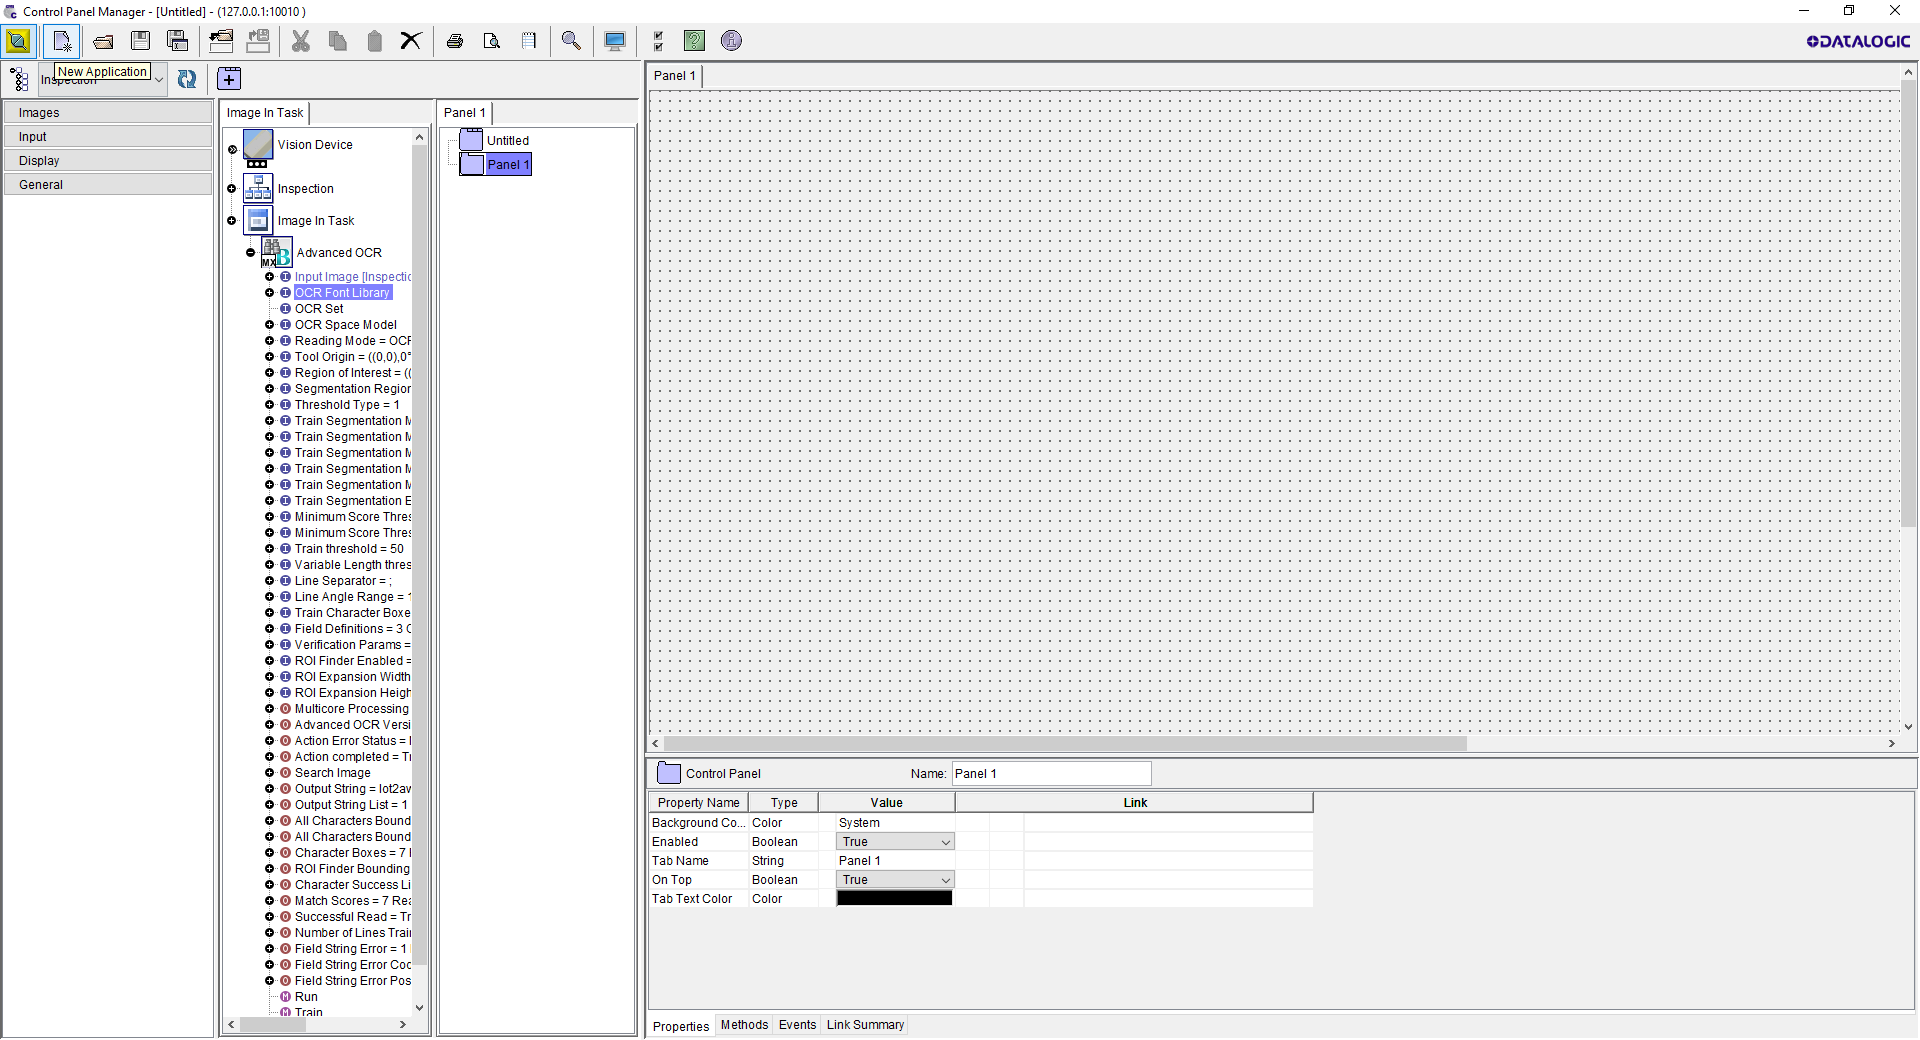 Control Panel Manager - [Untitled] - (127.0.0.1:10010 )
DATALOGIC
New Application
Inspection
Images
Input
Display
General
Image In Task
Vision Device
Inspection
Image In Task
Advanced OCR
MX
Input Image [Inspectic
OCR Font Library
OCR Set
OCR Space Model
Reading Mode = OCF
Tool Origin = ((0,0),0°
Region of Interest = ((
Segmentation Region
Threshold Type = 1
Train Segmentation M
Train Segmentation M
Train Segmentation M
Train Segmentation M
Train Segmentation M
Train Segmentation E
Minimum Score Thres
Minimum Score Thres
Train threshold = 50
Variable Length thres
Line Separator = ;
Line Angle Range = 1
Train Character Boxe
Field Definitions = 3 C
Verification Params =
ROI Finder Enabled =
ROI Expansion Width
ROI Expansion Heigh
Multicore Processing
Advanced OCR Versi
Action Error Status = I
Action completed = Tr
Search Image
Output String = lot2aw
Output String List = 1
All Characters Bound
All Characters Bound
Character Boxes = 7 I
ROI Finder Bounding
Character Success Li
Match Scores = 7 Rea
Successful Read = Tr
Number of Lines Trai
Field String Error = 1
Field String Error Coc
Field String Error Pos
Run
Train
Panel 1
Untitled
Panel 1
Panel 1
Control Panel Name: Panel 1
Property Name Type Value Link
Background Co... Color System
Enabled Boolean True
Tab Name String Panel 1
On Top Boolean True
Tab Text Color Color
Properties Methods Events Link Summary